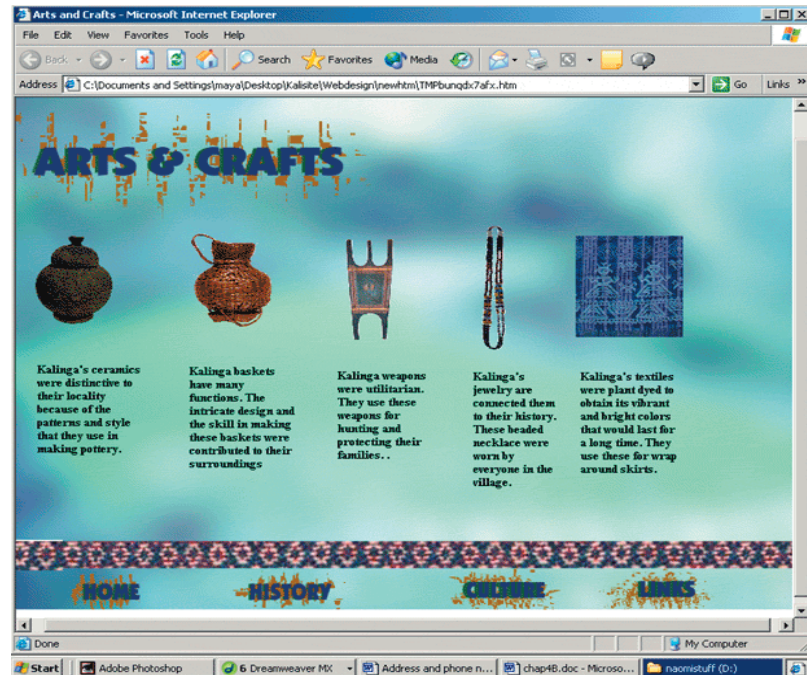 Arts and Crafts - Microsoft Internet Explorer
File Edit View Favorites Tools Help
Back Search Favorites Media
Address C:\Documents and Settings\maya\Desktop\Kalisite\Webdesign\newhtm\TMPbunqdx7afx.htm Go Links »
ARTS & CRAFTS
Kalinga's ceramics
were distinctive to
their locality
because of the
patterns and style
that they use in
making pottery.
Kalinga baskets
have many
functions. The
intricate design and
the skill in making
these baskets were
contributed to their
surroundings
Kalinga weapons
were utilitarian.
They use these
weapons for
hunting and
protecting their
families. .
Kalinga's
jewelry are
connected them
to their history.
These beaded
necklace were
worn by
everyone in the
village.
Kalinga's textiles
were plant dyed to
obtain its vibrant
and bright colors
that would last for
a long time. They
use these for wrap
around skirts.
HOME HISTORY CULTURE LINKS
Done My Computer
Start Adobe Photoshop 6 Dreamweaver MX Address and phone n... chap4B.doc - Microso... naomistuff (D:)